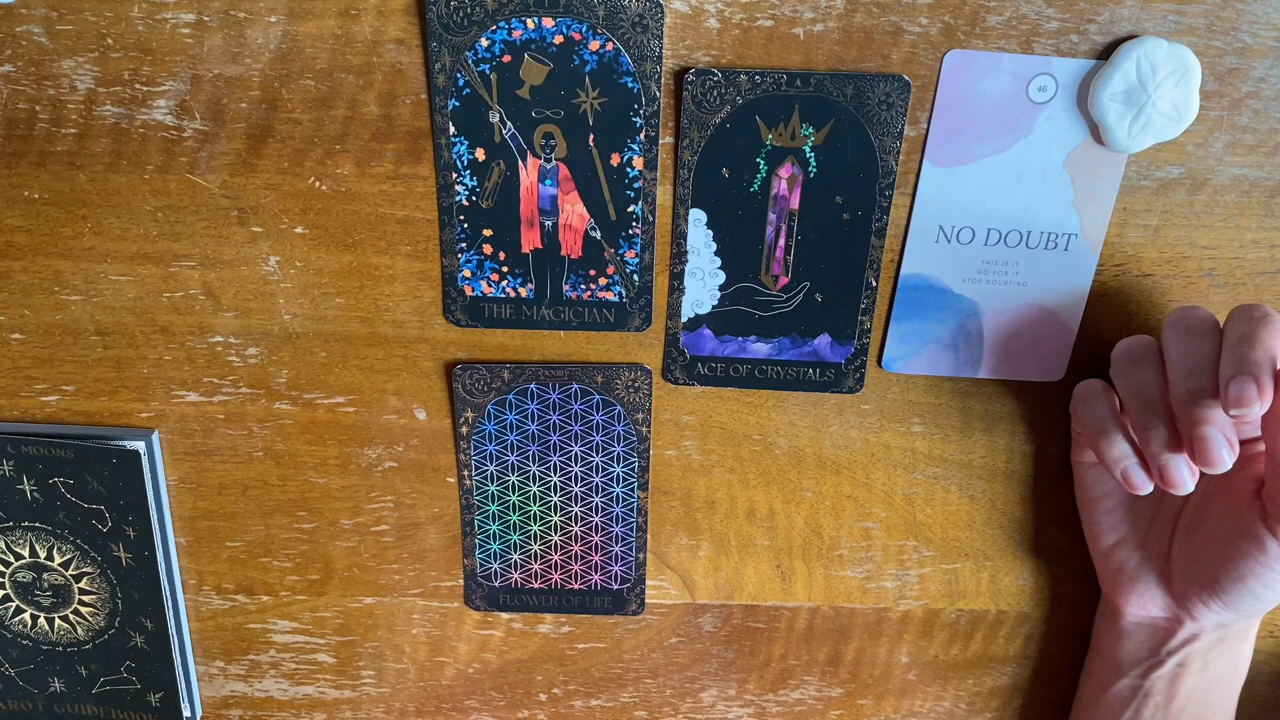 THE MAGICIAN
A
ACE OF CRYSTALS
46
NO DOUBT
THIS IS IT
GO FOR IT
STOP DOUBTING
XXIII
FLOWER OF LIFE
MOONS
TAROT GUIDEBOOK